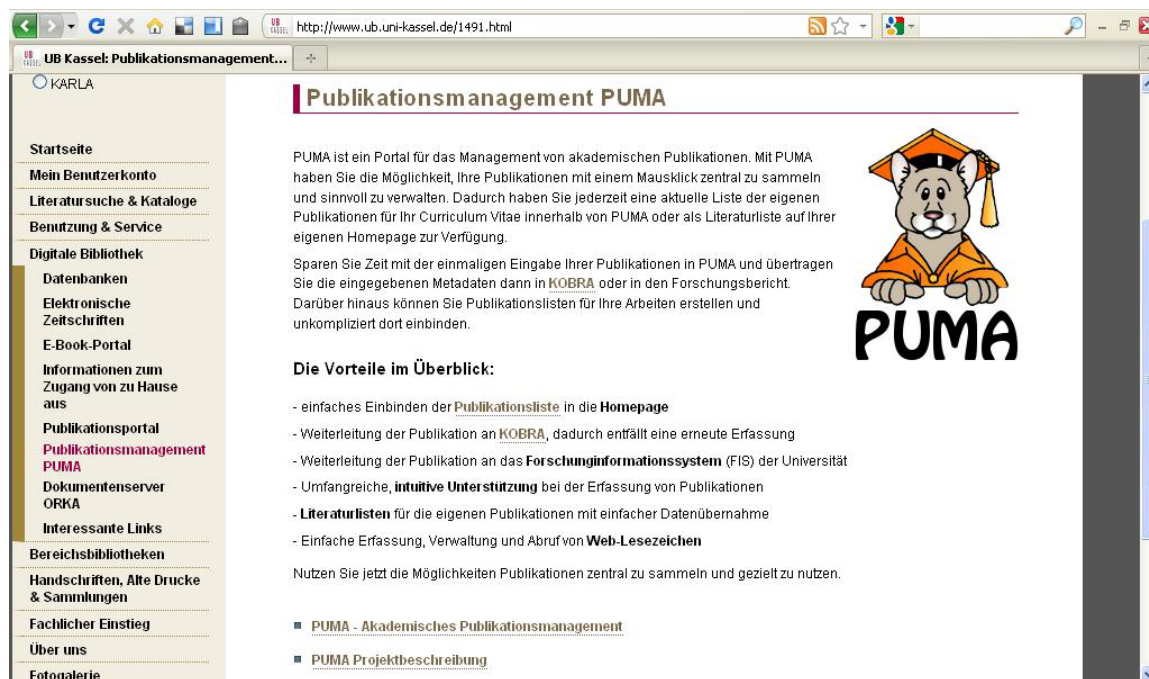 http://www.ub.uni-kassel.de/1491.html
UB Kassel: Publikationsmanagement...
KARLA
Startseite
Mein Benutzerkonto
Literatursuche & Kataloge
Benutzung & Service
Digitale Bibliothek
Datenbanken
Elektronische
Zeitschriften
E-Book-Portal
Informationen zum
Zugang von zu Hause
aus
Publikationsportal
Publikationsmanagement
PUMA
Dokumentenserver
ORKA
Interessante Links
Bereichsbibliotheken
Handschriften, Alte Drucke
& Sammlungen
Fachlicher Einstieg
Über uns
Fotogalerie
Publikationsmanagement PUMA
PUMA ist ein Portal für das Management von akademischen Publikationen. Mit PUMA
haben Sie die Möglichkeit, Ihre Publikationen mit einem Mausklick zentral zu sammeln
und sinnvoll zu verwalten. Dadurch haben Sie jederzeit eine aktuelle Liste der eigenen
Publikationen für Ihr Curriculum Vitae innerhalb von PUMA oder als Literaturliste auf Ihrer
eigenen Homepage zur Verfügung.
Sparen Sie Zeit mit der einmaligen Eingabe Ihrer Publikationen in PUMA und übertragen
Sie die eingegebenen Metadaten dann in KOBRA oder in den Forschungsbericht.
Darüber hinaus können Sie Publikationslisten für Ihre Arbeiten erstellen und
unkompliziert dort einbinden.
PUMA
Die Vorteile im Überblick:
- einfaches Einbinden der Publikationsliste in die Homepage
- Weiterleitung der Publikation an KOBRA, dadurch entfällt eine erneute Erfassung
- Weiterleitung der Publikation an das Forschunginformationssystem (FIS) der Universität
- Umfangreiche, intuitive Unterstützung bei der Erfassung von Publikationen
- Literaturlisten für die eigenen Publikationen mit einfacher Datenübernahme
- Einfache Erfassung, Verwaltung und Abruf von Web-Lesezeichen
Nutzen Sie jetzt die Möglichkeiten Publikationen zentral zu sammeln und gezielt zu nutzen.
PUMA - Akademisches Publikationsmanagement
PUMA Projektbeschreibung